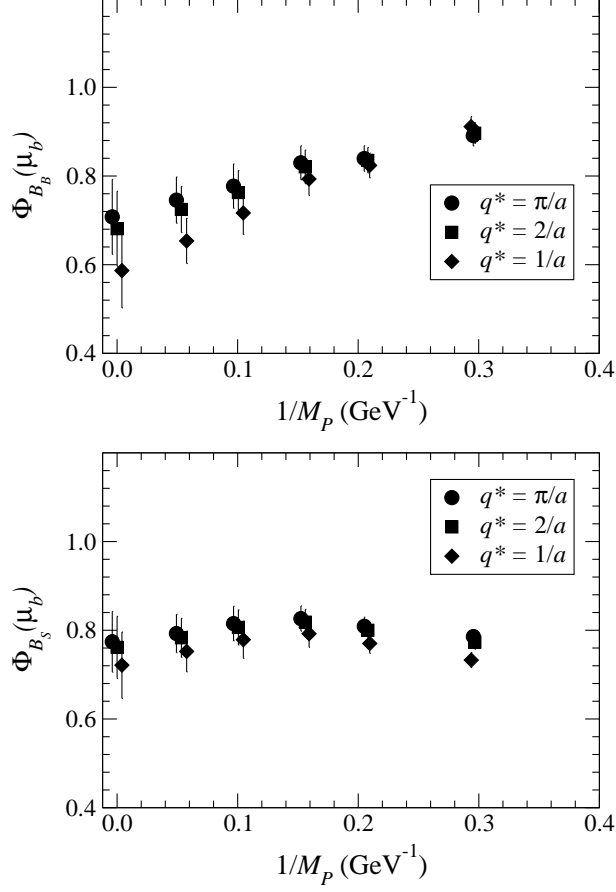 1.0
0.8
0.6
0.4
Φ_{B_B}(μ_b)
q* = π/a
q* = 2/a
q* = 1/a
0.0 0.1 0.2 0.3 0.4
1/M_P (GeV^{-1})
q* = π/a
q* = 2/a
q* = 1/a
1.0
0.8
0.6
0.4
Φ_{B_S}(μ_b)
0.0 0.1 0.2 0.3 0.4
1/M_P (GeV^{-1})